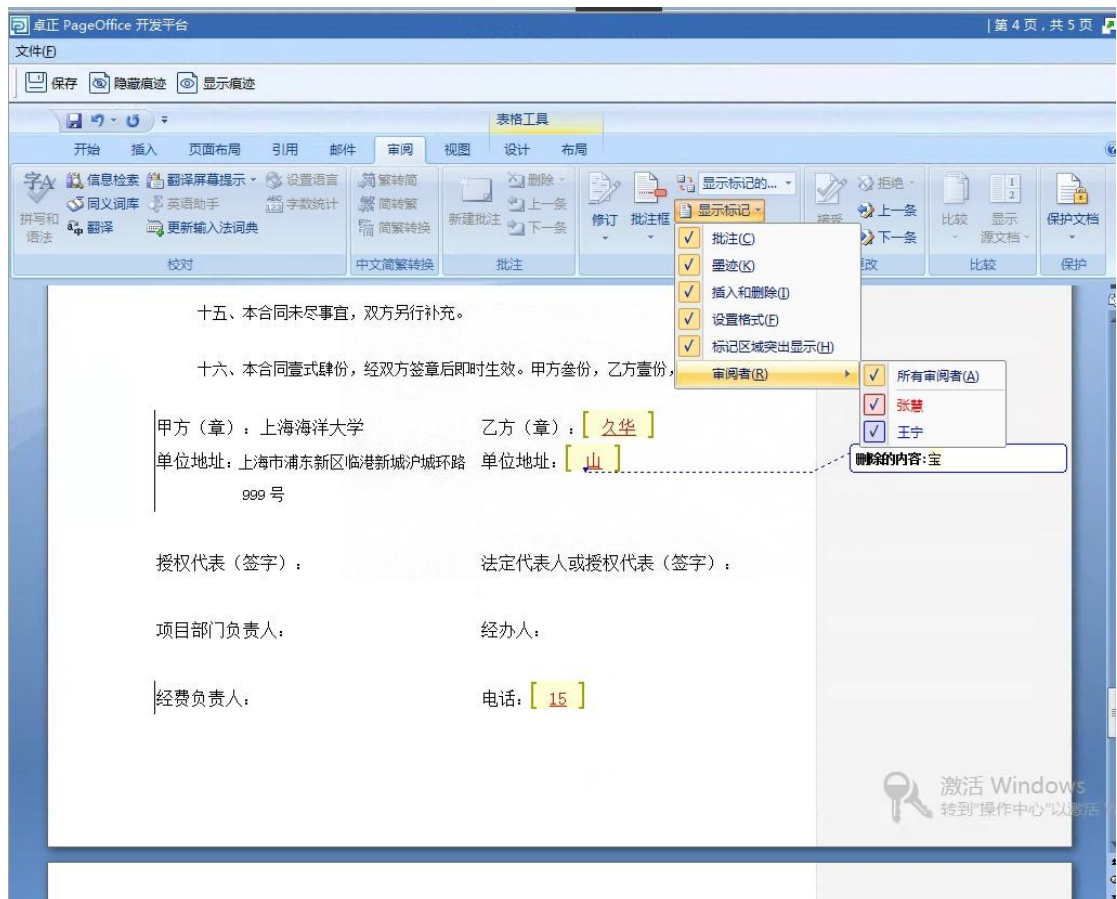 卓正 PageOffice 开发平台
|第4页,共5页
文件(F)
保存 隐藏痕迹 显示痕迹
表格工具
开始 插入 页面布局 引用 邮件 审阅 视图 设计 布局
信息检索 翻译屏幕提示 设置语言 繁转简 删除 显示标记的... 拒绝
同义词库 英语助手 字数统计 简转繁 上一条 显示标记 上一条
翻译 更新输入法词典 简繁转换 下一条 下一条
拼写和语法 新建批注 修订 批注框 接受 比较 显示源文档 保护文档
校对 中文简繁转换 批注 更改 比较 保护
批注(C)
墨迹(K)
插入和删除(I)
设置格式(F)
标记区域突出显示(H)
审阅者(R)
所有审阅者(A)
张慧
王宁
十五、本合同未尽事宜,双方另行补充。
十六、本合同壹式肆份,经双方签章后即时生效。甲方叁份,乙方壹份,
甲方(章):上海海洋大学 乙方(章):[ 久华 ]
单位地址:上海市浦东新区临港新城沪城环路 单位地址:[ 山 ]
999 号
删除的内容:宝
授权代表(签字): 法定代表人或授权代表(签字):
项目部门负责人: 经办人:
经费负责人: 电话:[ 15 ]
激活 Windows
转到"操作中心"以激活